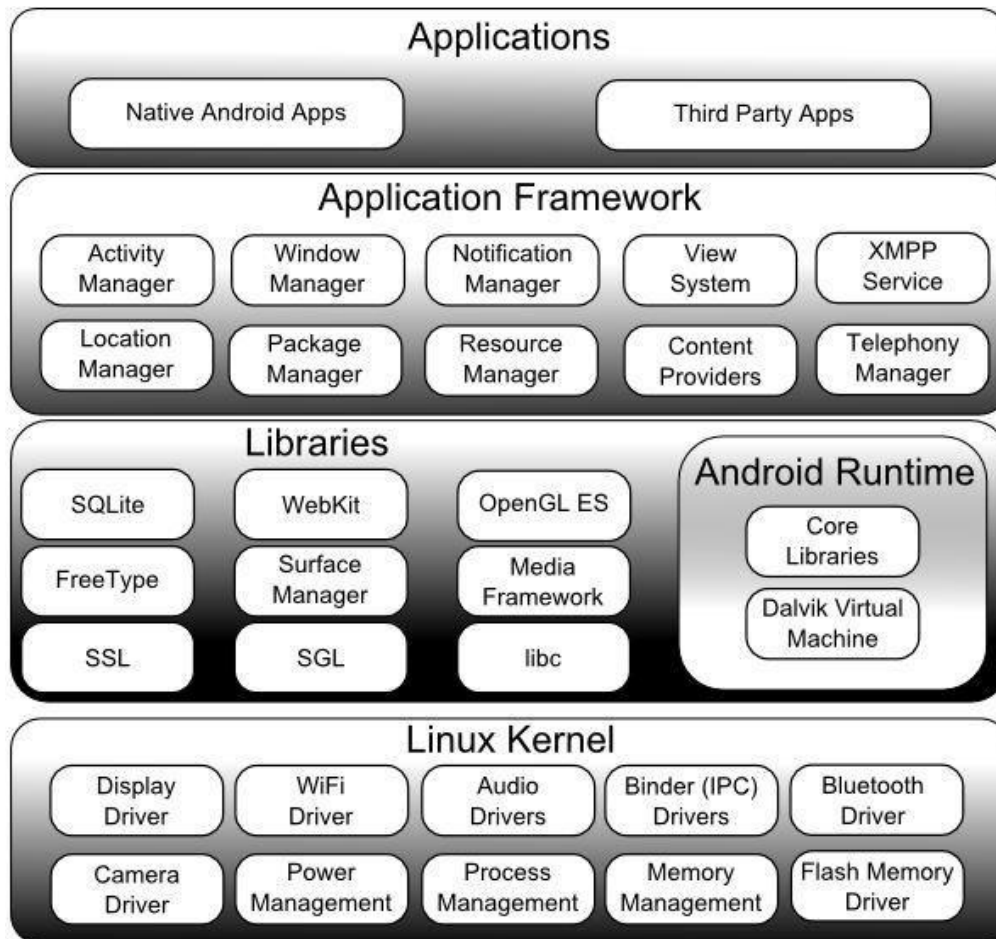 Applications
Native Android Apps
Third Party Apps
Application Framework
Activity
Manager
Window
Manager
Notification
Manager
View
System
XMPP
Service
Location
Manager
Package
Manager
Resource
Manager
Content
Providers
Telephony
Manager
Libraries
SQLite
WebKit
OpenGL ES
FreeType
Surface
Manager
Media
Framework
SSL
SGL
libc
Android Runtime
Core
Libraries
Dalvik Virtual
Machine
Linux Kernel
Display
Driver
WiFi
Driver
Audio
Drivers
Binder (IPC)
Drivers
Bluetooth
Driver
Camera
Driver
Power
Management
Process
Management
Memory
Management
Flash Memory
Driver